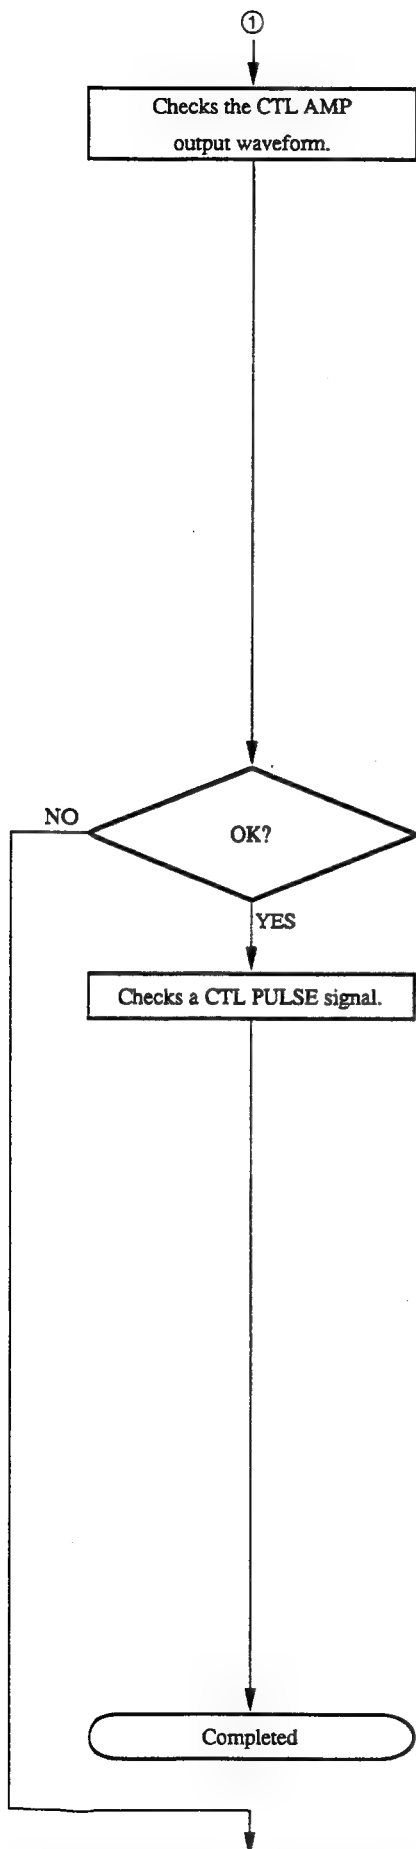 ①
Checks the CTL AMP
output waveform.
OK?
NO
YES
Checks a CTL PULSE signal.
Completed